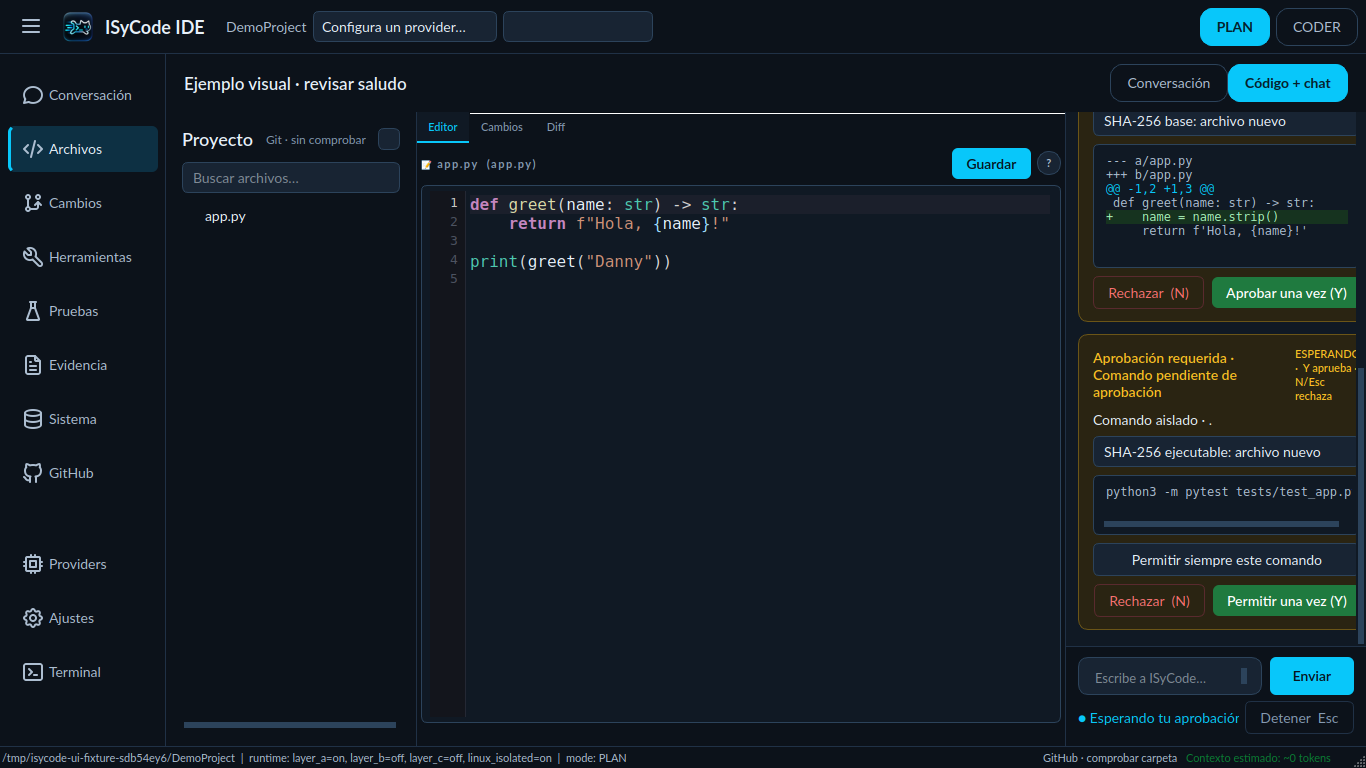 ISyCode IDE DemoProject Configura un provider... PLAN CODER
Conversación
Archivos
Cambios
Herramientas
Pruebas
Evidencia
Sistema
GitHub
Providers
Ajustes
Terminal
Ejemplo visual · revisar saludo
Conversación Código + chat
Proyecto Git · sin comprobar
Buscar archivos...
app.py
Editor Cambios Diff
app.py (app.py)
Guardar ?
1 def greet(name: str) -> str:
2     return f"Hola, {name}!"
3
4 print(greet("Danny"))
5
SHA-256 base: archivo nuevo
--- a/app.py
+++ b/app.py
@@ -1,2 +1,3 @@
 def greet(name: str) -> str:
+    name = name.strip()
     return f'Hola, {name}!'
Rechazar (N) Aprobar una vez (Y)
Aprobación requerida ·
Comando pendiente de
aprobación
ESPERANDO
· Y aprueba ·
N/Esc
rechaza
Comando aislado · .
SHA-256 ejecutable: archivo nuevo
python3 -m pytest tests/test_app.p
Permitir siempre este comando
Rechazar (N) Permitir una vez (Y)
Escribe a ISyCode...
Enviar
Esperando tu aprobación
Detener Esc
/tmp/isycode-ui-fixture-sdb54ey6/DemoProject | runtime: layer_a=on, layer_b=off, layer_c=off, linux_isolated=on | mode: PLAN
GitHub · comprobar carpeta Contexto estimado: ~0 tokens